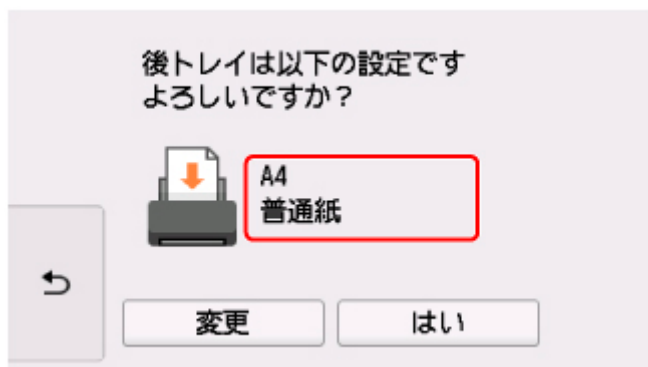 後トレイは以下の設定です
よろしいですか？
A4
普通紙
変更
はい